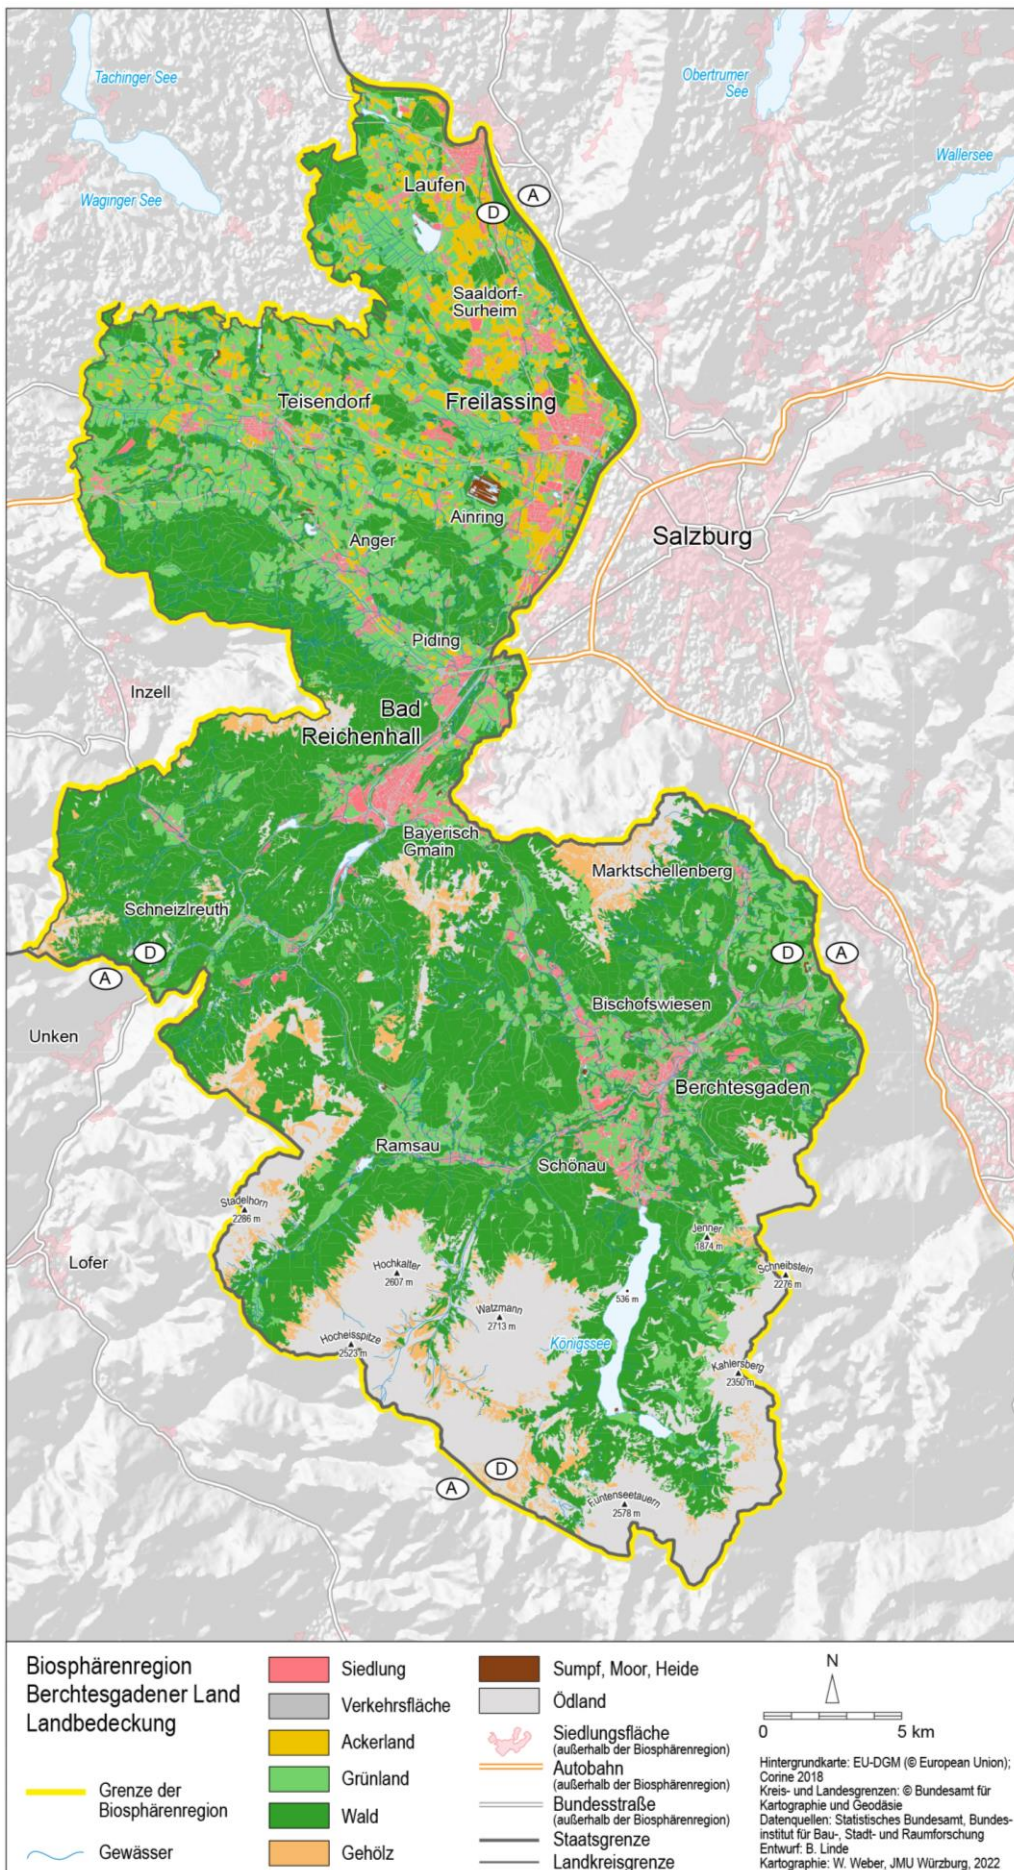 Tachinger See
Obertrumer
See
Wallersee
Waginger See
Laufen
A
D
Saaldorf-
Surheim
Teisendorf
Freilassing
Ainring
Salzburg
Anger
Piding
Inzell
Bad
Reichenhall
Bayerisch
Gmain
Marktschellenberg
Schneizlreuth
D
A
D
A
Bischofswiesen
Unken
Berchtesgaden
Ramsau
Schönau
Stadelhorn
2286 m
Jenner
1874 m
Lofer
Hochkalter
2607 m
Schneibstein
2276 m
536 m
Watzmann
2713 m
Hocheisspitze
2523 m
Königssee
Kahlersberg
2350 m
D
A
Funtenseetauern
2578 m
Biosphärenregion
Berchtesgadener Land
Landbedeckung
Grenze der
Biosphärenregion
Gewässer
Siedlung
Verkehrsfläche
Ackerland
Grünland
Wald
Gehölz
Sumpf, Moor, Heide
Ödland
Siedlungsfläche
(außerhalb der Biosphärenregion)
Autobahn
(außerhalb der Biosphärenregion)
Bundesstraße
(außerhalb der Biosphärenregion)
Staatsgrenze
Landkreisgrenze
N
0 5 km
Hintergrundkarte: EU-DGM (© European Union);
Corine 2018
Kreis- und Landesgrenzen: © Bundesamt für
Kartographie und Geodäsie
Datenquellen: Statistisches Bundesamt, Bundes-
institut für Bau-, Stadt- und Raumforschung
Entwurf: B. Linde
Kartographie: W. Weber, JMU Würzburg, 2022